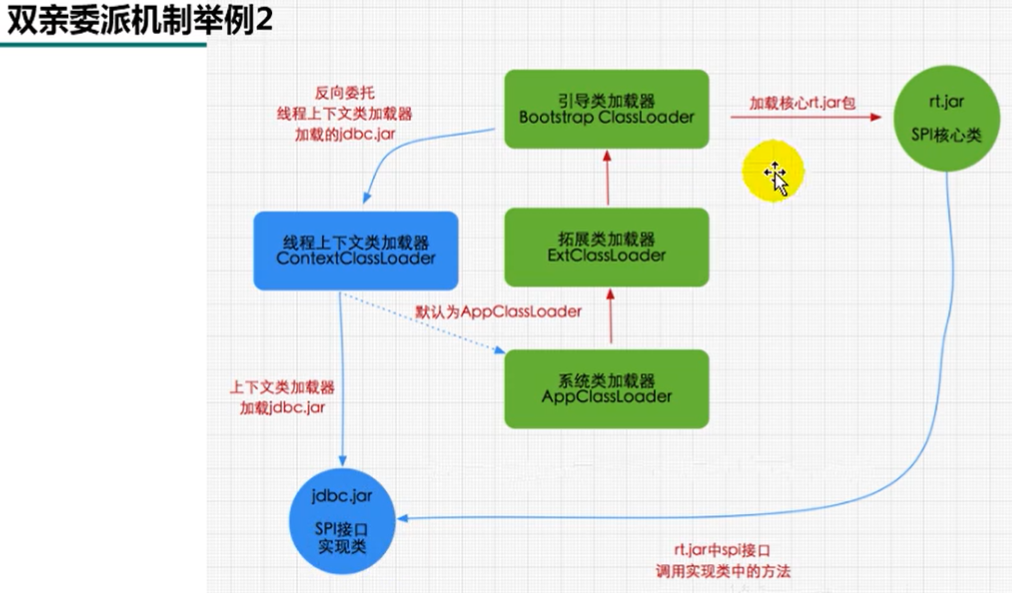 双亲委派机制举例2
反向委托
线程上下文类加载器
加载的jdbc.jar
引导类加载器
Bootstrap ClassLoader
加载核心rt.jar包
rt.jar
SPI核心类
线程上下文类加载器
ContextClassLoader
拓展类加载器
ExtClassLoader
默认为AppClassLoader
系统类加载器
AppClassLoader
上下文类加载器
加载jdbc.jar
jdbc.jar
SPI接口
实现类
rt.jar中spi接口
调用实现类中的方法